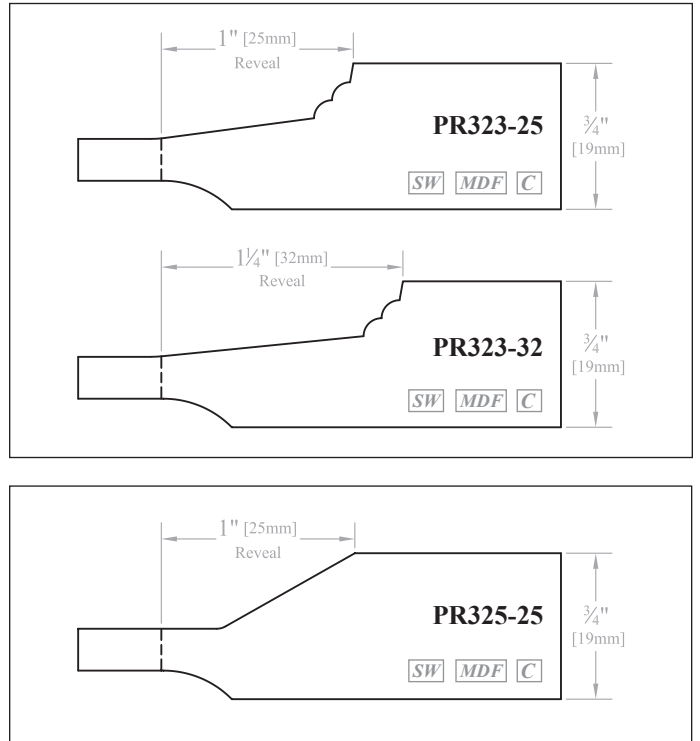 1" [25mm]
Reveal
PR323-25
¾"
[19mm]
SW MDF C
1¼" [32mm]
Reveal
PR323-32
¾"
[19mm]
SW MDF C
1" [25mm]
Reveal
PR325-25
¾"
[19mm]
SW MDF C